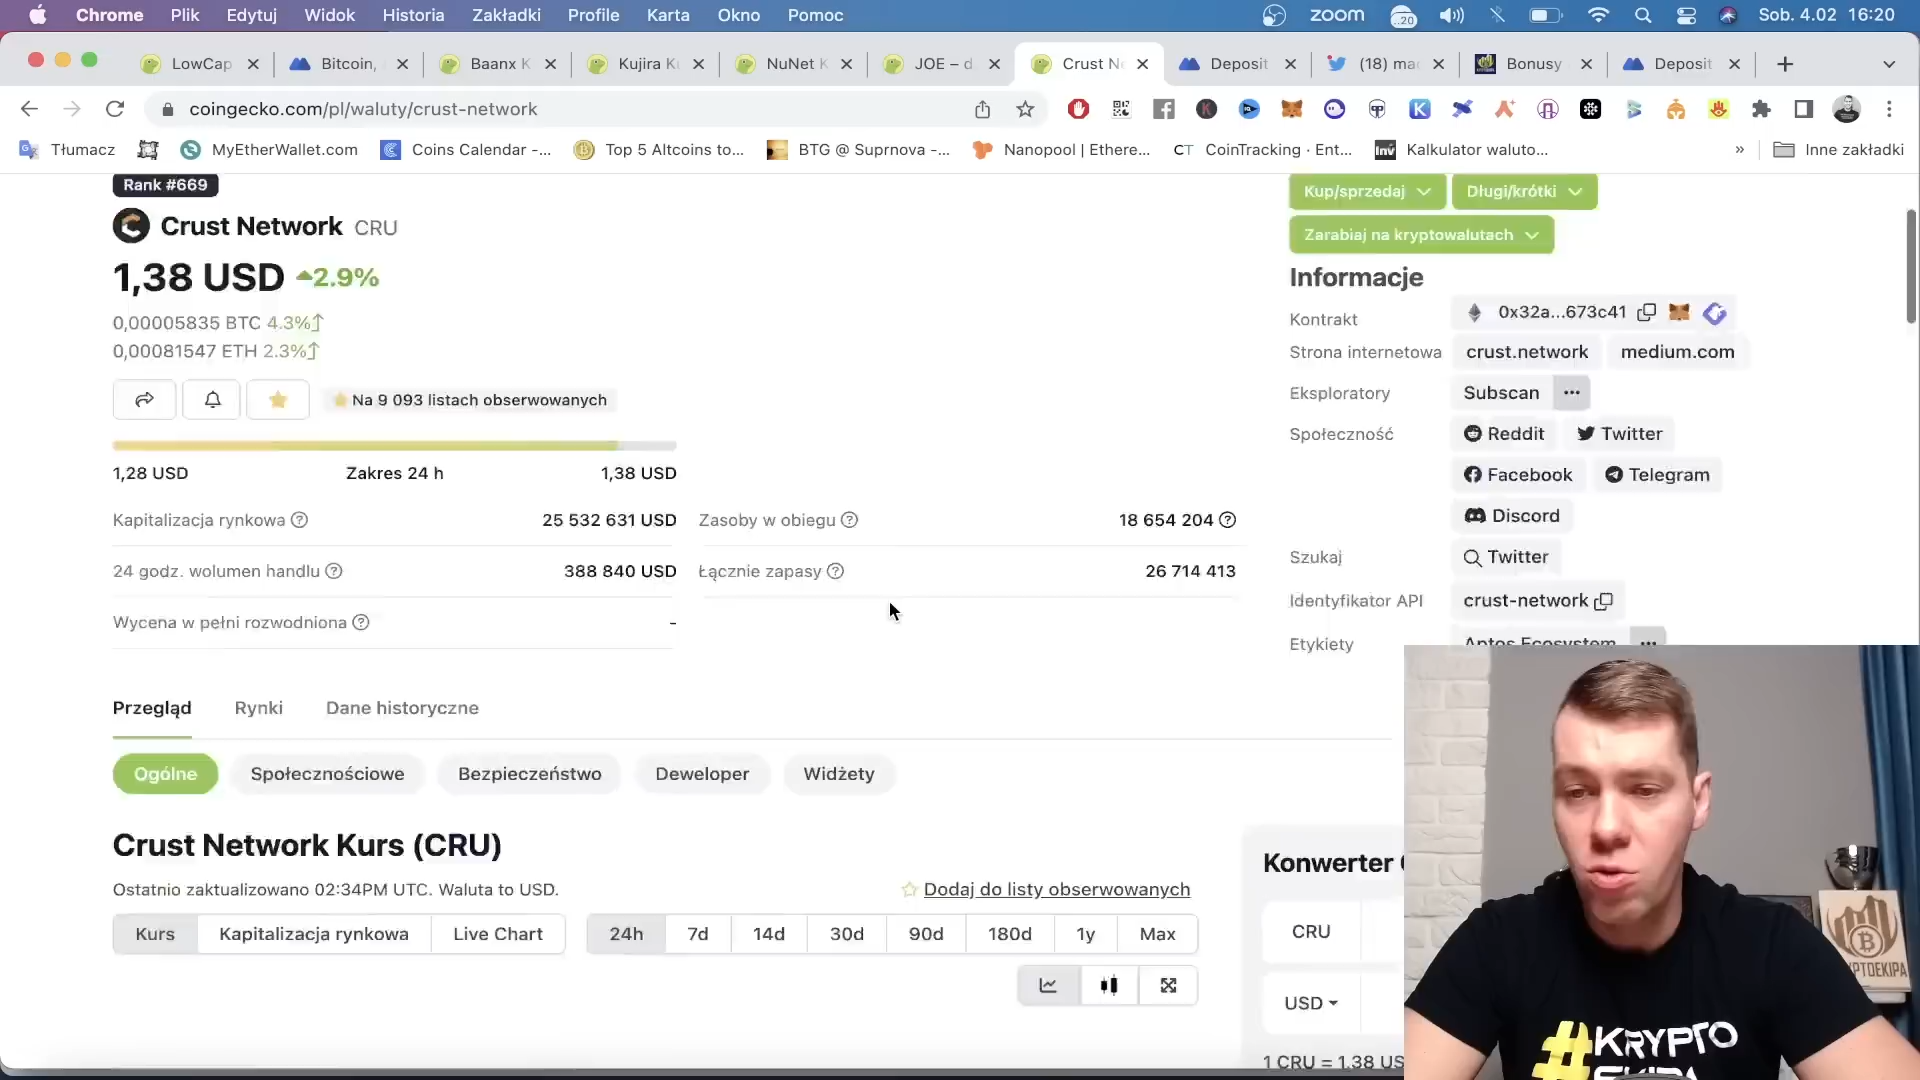 Chrome Plik Edytuj Widok Historia Zakładki Profile Karta Okno Pomoc zoom ..20 Sob. 4.02 16:20
LowCap Bitcoin, Baanx K Kujira Ku NuNet K JOE – d Crust Ne Deposit (18) mac Bonusy Deposit
coingecko.com/pl/waluty/crust-network
Tłumacz MyEtherWallet.com Coins Calendar -... Top 5 Altcoins to... BTG @ Suprnova -... Nanopool | Ethere... CT CoinTracking · Ent... Inv Kalkulator waluto... » Inne zakładki
Rank #669
Crust Network CRU
1,38 USD 2.9%
0,00005835 BTC 4.3%
0,00081547 ETH 2.3%
Na 9 093 listach obserwowanych
1,28 USD Zakres 24 h 1,38 USD
Kapitalizacja rynkowa 25 532 631 USD Zasoby w obiegu 18 654 204
24 godz. wolumen handlu 388 840 USD Łącznie zapasy 26 714 413
Wycena w pełni rozwodniona -
Kup/sprzedaj Długi/krótki
Zarabiaj na kryptowalutach
Informacje
Kontrakt 0x32a...673c41
Strona internetowa crust.network medium.com
Eksploratory Subscan ...
Społeczność Reddit Twitter
Facebook Telegram
Discord
Szukaj Twitter
Identyfikator API crust-network
Etykiety Aptos Ecosystem ...
Przegląd Rynki Dane historyczne
Ogólne Społecznościowe Bezpieczeństwo Deweloper Widżety
Crust Network Kurs (CRU)
Ostatnio zaktualizowano 02:34PM UTC. Waluta to USD.
Dodaj do listy obserwowanych
Kurs Kapitalizacja rynkowa Live Chart 24h 7d 14d 30d 90d 180d 1y Max
Konwerter
CRU
USD
1 CRU = 1,38 US
#KRYPTO
EKIPA
PTOEKIPA